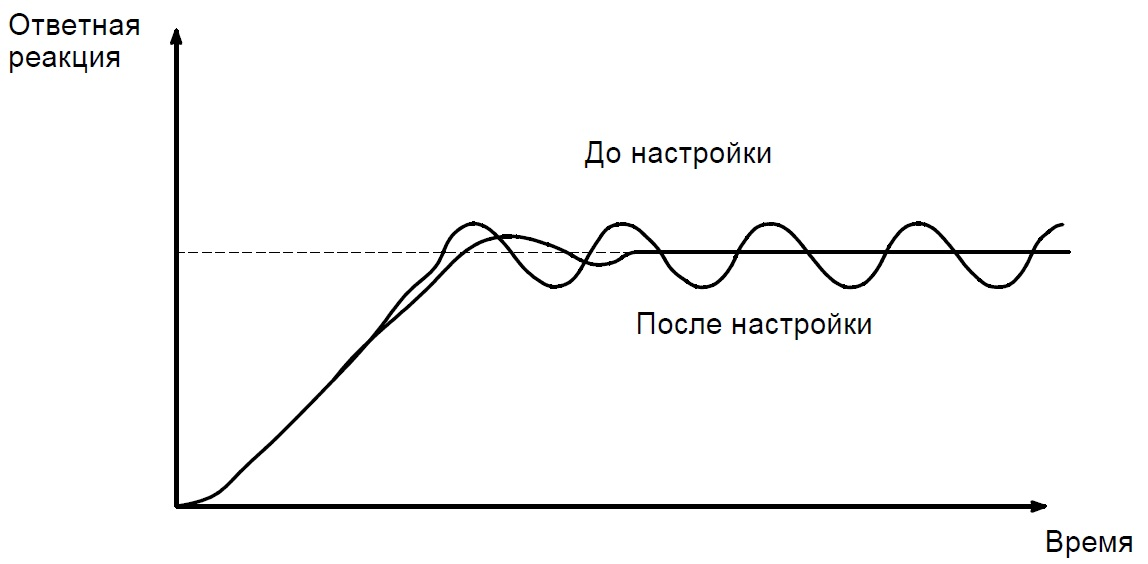 Ответная
реакция
До настройки
После настройки
Время